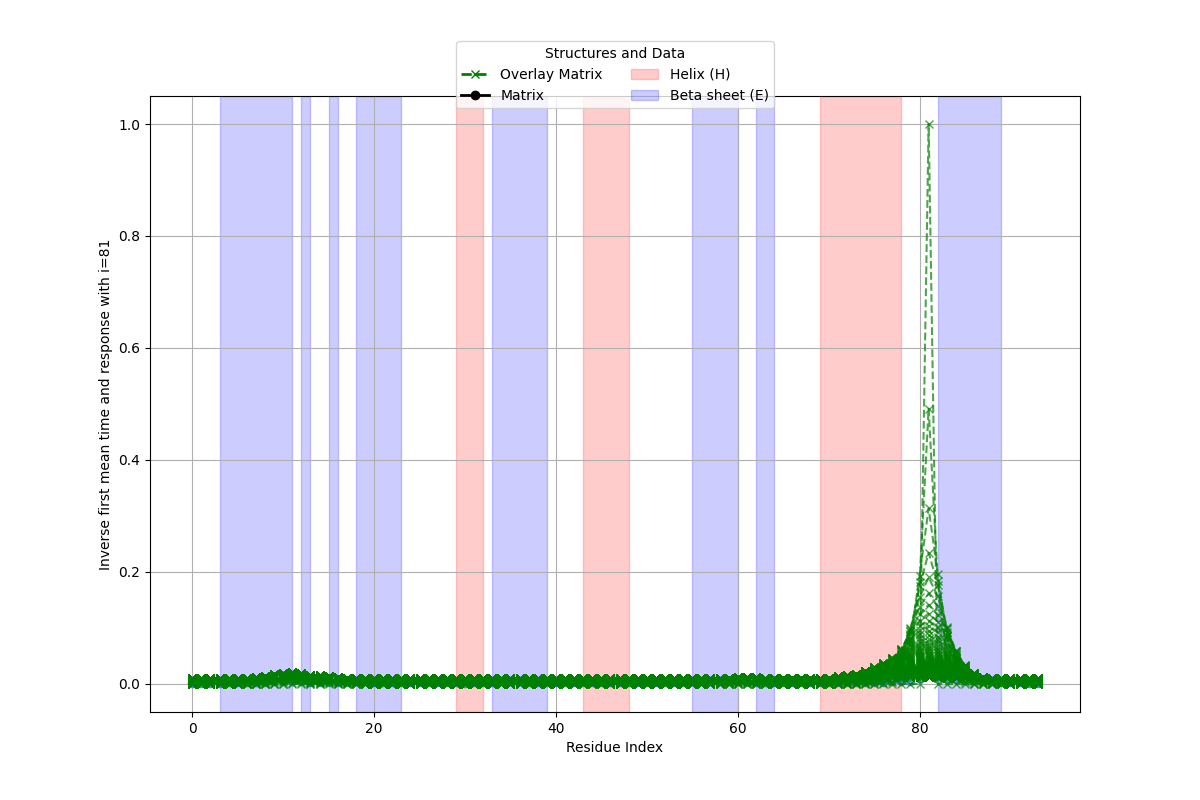 Structures and Data
Overlay Matrix
Helix (H)
Matrix
Beta sheet (E)
1.0
0.8
0.6
0.4
0.2
0.0
Inverse first mean time and response with i=81
0
20
40
60
80
Residue Index